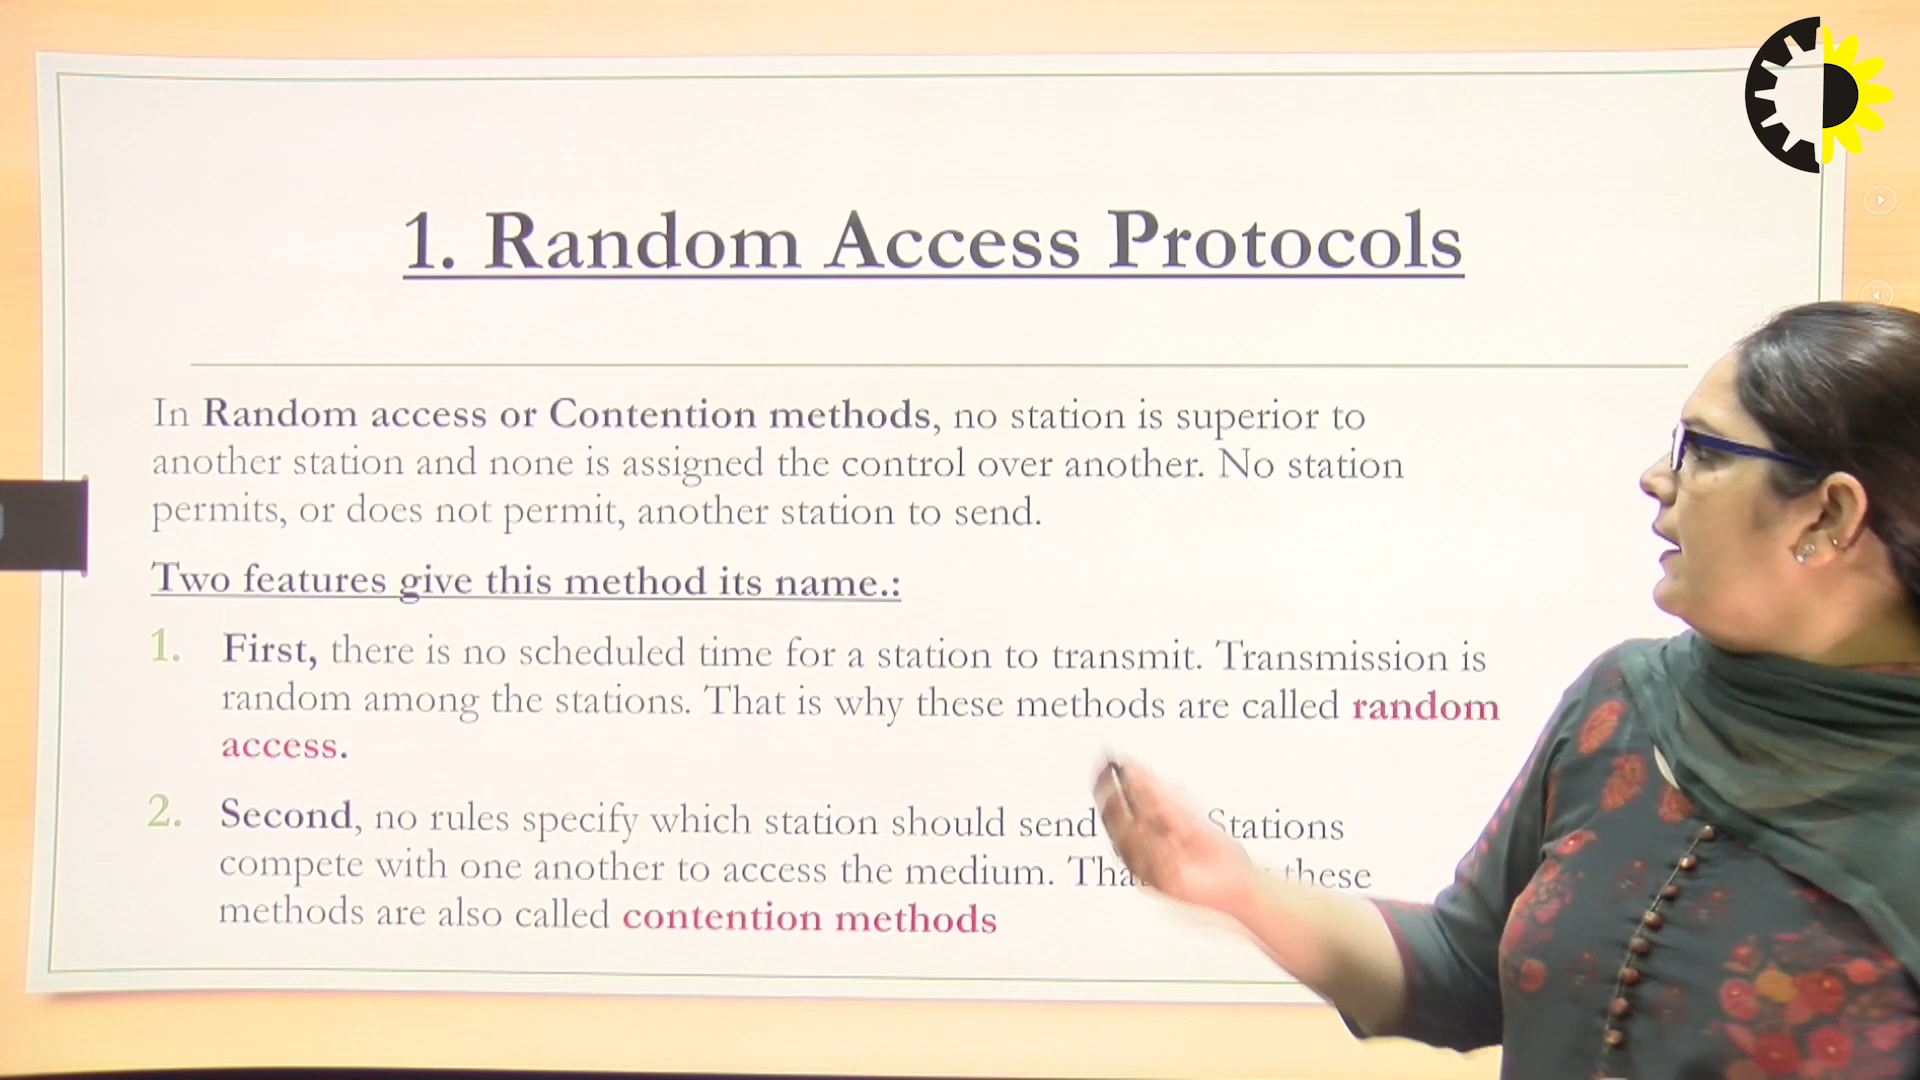 1. Random Access Protocols
In Random access or Contention methods, no station is superior to
another station and none is assigned the control over another. No station
permits, or does not permit, another station to send.
Two features give this method its name.:
1. First, there is no scheduled time for a station to transmit. Transmission is
random among the stations. That is why these methods are called random
access.
2. Second, no rules specify which station should send Stations
compete with one another to access the medium. these
methods are also called contention methods